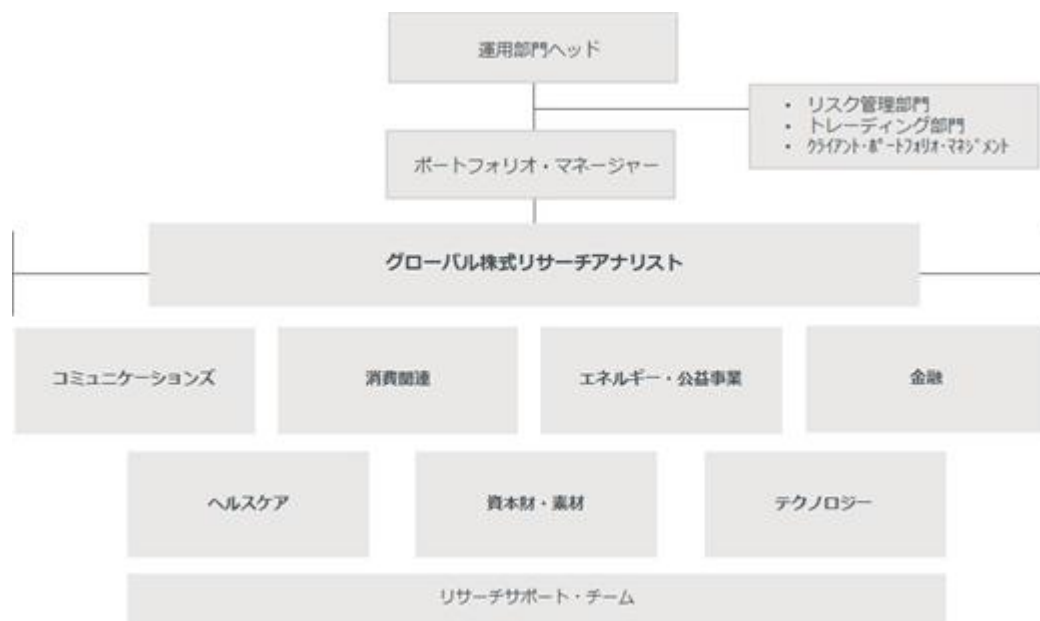 運用部門ヘッド
• リスク管理部門
• トレーディング部門
• クライアント・ポートフォリオ・マネジメント
ポートフォリオ・マネージャー
グローバル株式リサーチアナリスト
コミュニケーションズ
消費関連
エネルギー・公益事業
金融
ヘルスケア
資本財・素材
テクノロジー
リサーチサポート・チーム